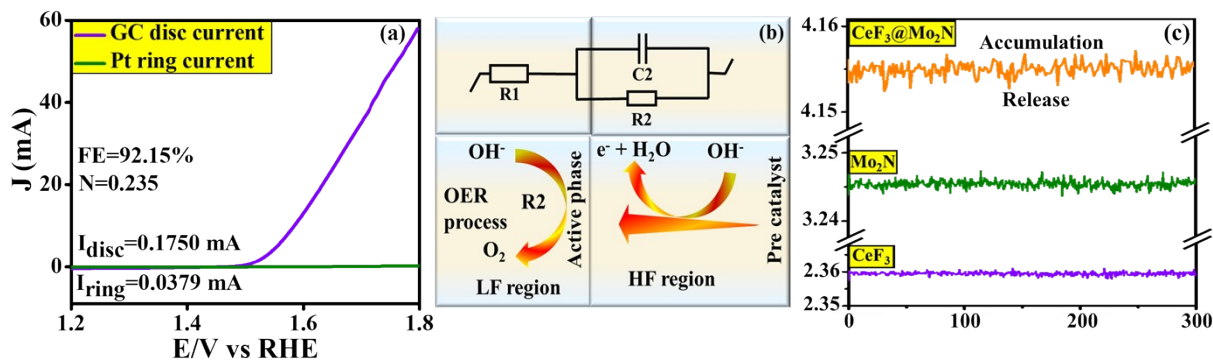 60
40
20
0
J (mA)
GC disc current
Pt ring current
(a)
FE=92.15%
N=0.235
I_disc=0.1750 mA
I_ring=0.0379 mA
1.2
1.4
1.6
1.8
E/V vs RHE
(b)
R1
C2
R2
OH⁻
OER
process
R2
O₂
LF region
Active phase
e⁻ + H₂O
OH⁻
HF region
Pre catalyst
(c)
4.16
CeF₃@Mo₂N
Accumulation
4.15
Release
3.25
Mo₂N
3.24
CeF₃
2.36
2.35
0
100
200
300